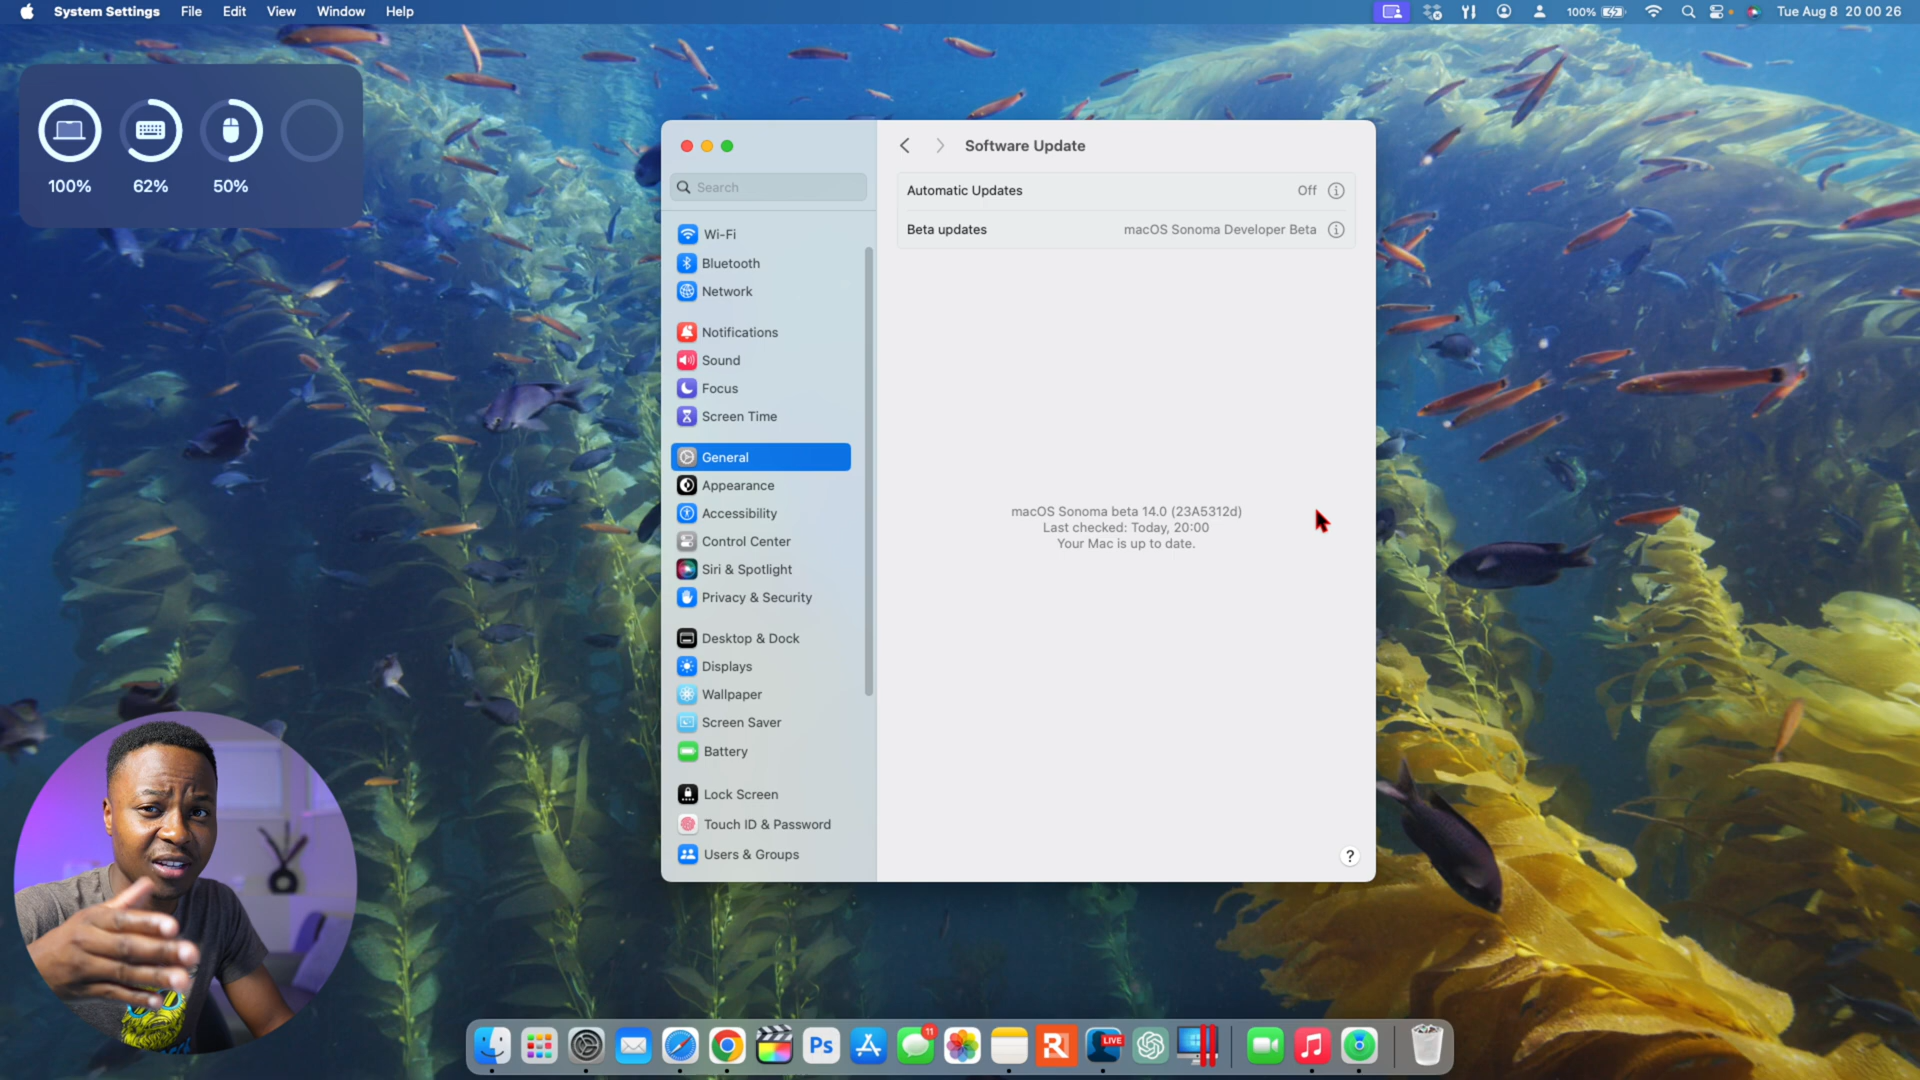 System Settings File Edit View Window Help
100% Tue Aug 8 20 00 26
100% 62% 50%
Search
Wi-Fi
Bluetooth
Network
Notifications
Sound
Focus
Screen Time
General
Appearance
Accessibility
Control Center
Siri & Spotlight
Privacy & Security
Desktop & Dock
Displays
Wallpaper
Screen Saver
Battery
Lock Screen
Touch ID & Password
Users & Groups
Software Update
Automatic Updates Off
Beta updates macOS Sonoma Developer Beta
macOS Sonoma beta 14.0 (23A5312d)
Last checked: Today, 20:00
Your Mac is up to date.
?
Ps 11 R LIVE